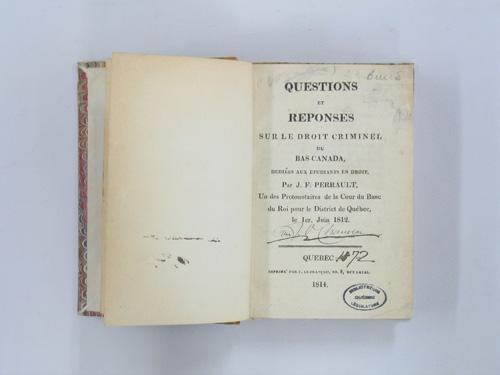 QUESTIONS
ET
REPONSES
SUR LE DROIT CRIMINEL
DU
BAS-CANADA,
DEDIÉES AUX ETUDIANTS EN DROIT,
Par J. F. PERRAULT,
Un des Protonotaires de la Cour du Banc
du Roi pour le District de Québec,
le 1er. Juin 1812.
QUEBEC
1872
1814.
BIBLIOTHÈQUE
LÉGISLATURE